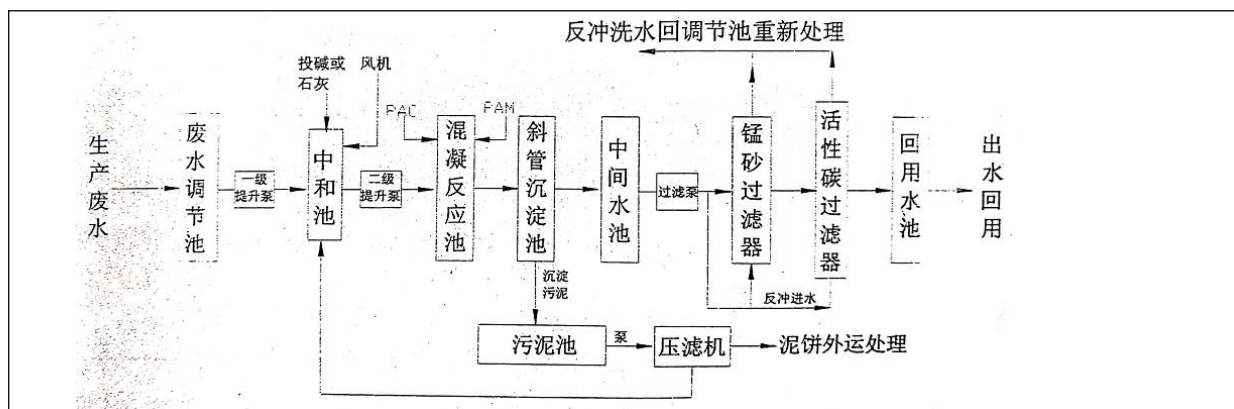 反冲洗水回调节池重新处理
投碱或
石灰
风机
PAC
PAM
生产废水
废水调节池
一级
提升泵
中和池
二级
提升泵
混凝反应池
斜管沉淀池
中间水池
过滤泵
锰砂过滤器
活性碳过滤器
回用水池
出水回用
反冲进水
沉淀
污泥
污泥池
泵
压滤机
泥饼外运处理